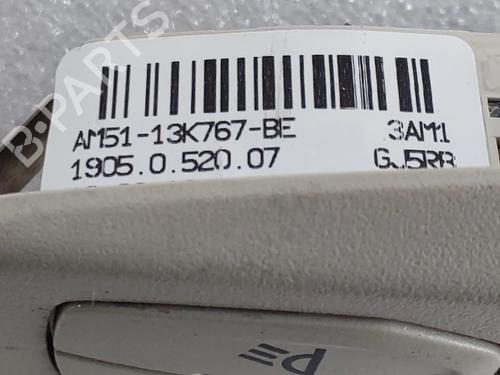 B-PARTS
AM51-13K767-BE 3AM1
1905.0.520.07 GJ5RR
P